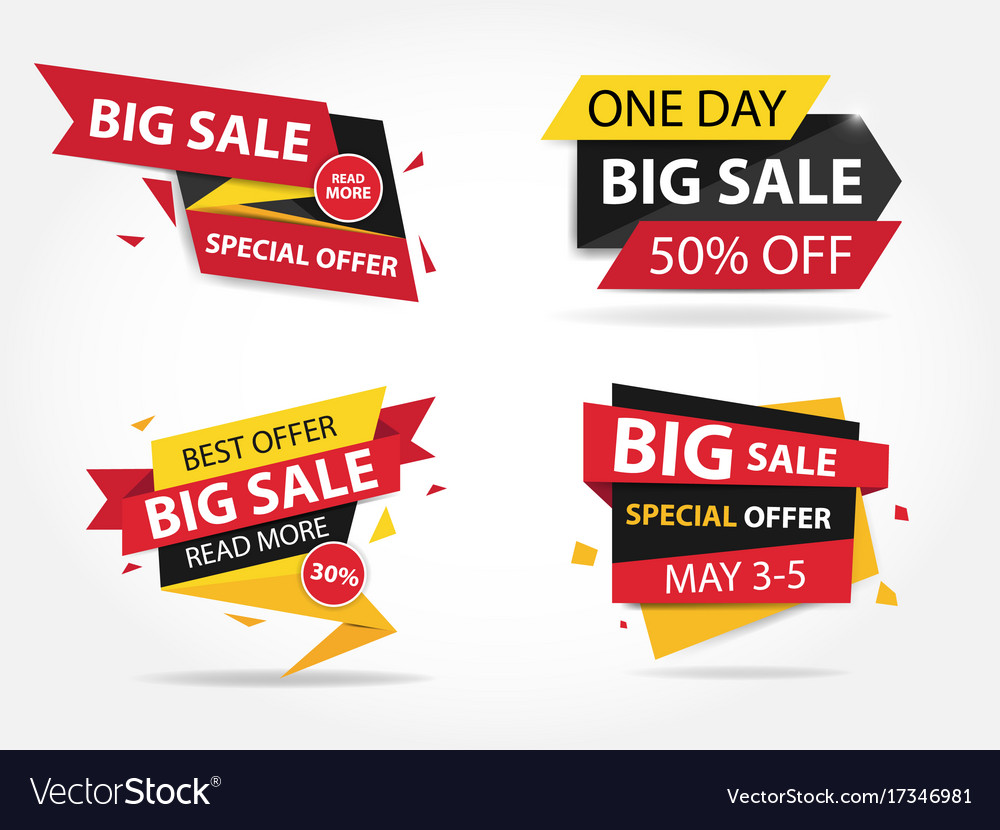 BIG SALE
READ
MORE
SPECIAL OFFER
ONE DAY
BIG SALE
50% OFF
BEST OFFER
BIG SALE
READ MORE
30%
BIG SALE
SPECIAL OFFER
MAY 3-5
VectorStock®
VectorStock.com/17346981